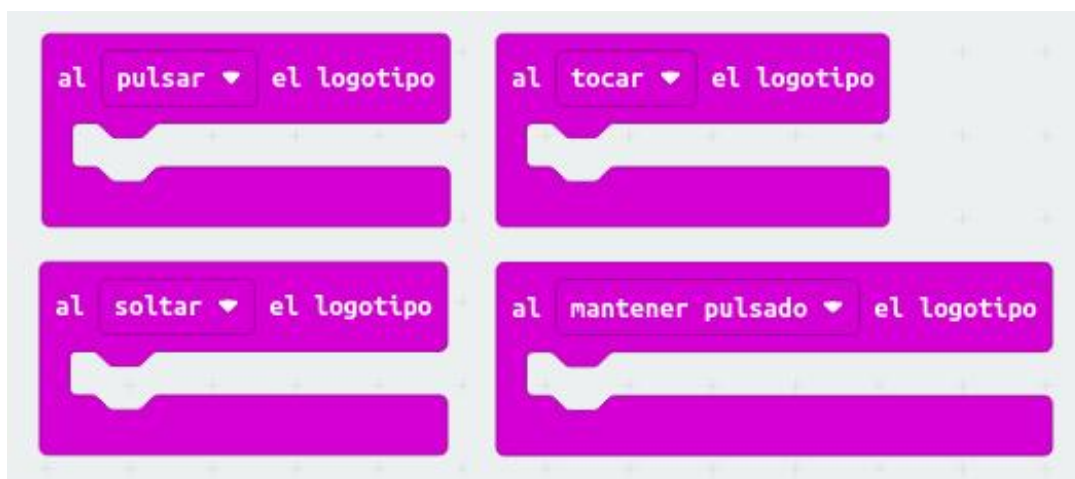 al pulsar el logotipo
al tocar el logotipo
al soltar el logotipo
al mantener pulsado el logotipo